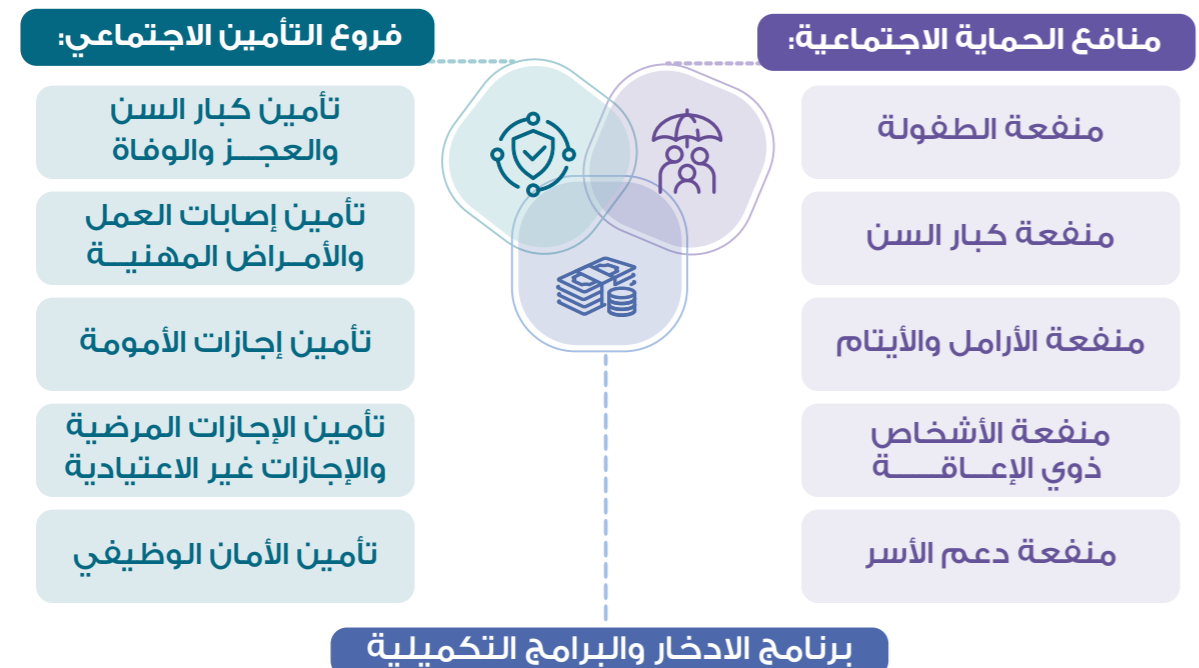 منافع الحماية الاجتماعية:
منفعة الطفولة
منفعة كبار السن
منفعة الأرامل والأيتام
منفعة الأشخاص
ذوي الإعـــاقـــــــة
منفعة دعم الأسر
فروع التأمين الاجتماعي:
تأمين كبار السن
والعجـــز والوفاة
تأمين إصابات العمل
والأمــراض المهنيـــة
تأمين إجازات الأمومة
تأمين الإجازات المرضية
والإجازات غير الاعتيادية
تأمين الأمان الوظيفي
برنامج الادخار والبرامج التكميلية